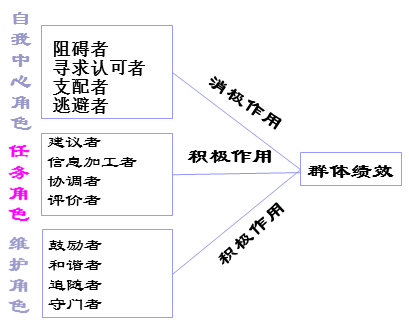 自我中心角色
阻碍者
寻求认可者
支配者
逃避者
消极作用
任务角色
建议者
信息加工者
协调者
评价者
积极作用
群体绩效
维护角色
鼓励者
和谐者
追随者
守门者
积极作用